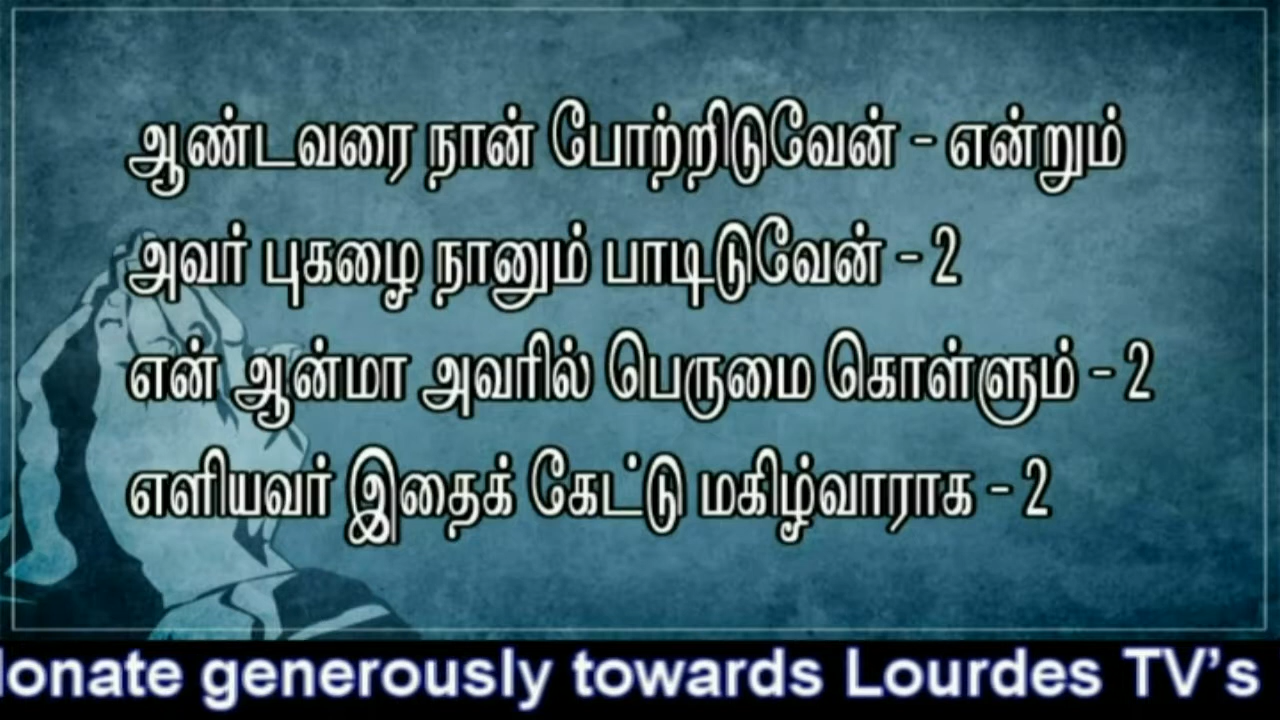 ஆண்டவரை நான் போற்றிடுவேன் - என்றும்
அவர் புகழை நானும் பாடிடுவேன் - 2
என் ஆன்மா அவரில் பெருமை கொள்ளும் - 2
எளியவர் இதைக் கேட்டு மகிழ்வாராக - 2
donate generously towards Lourdes TV's